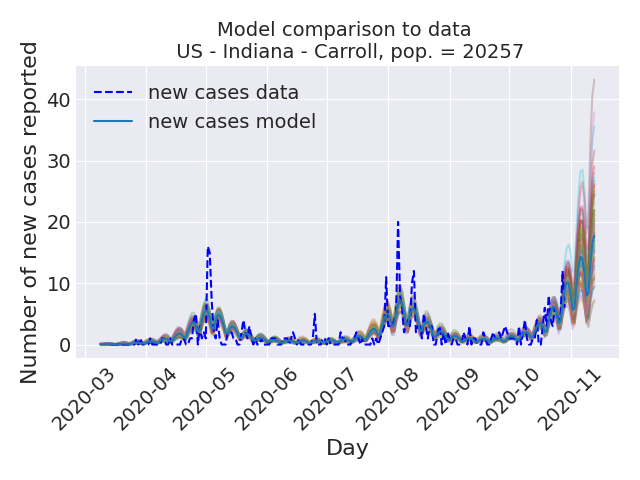 Model comparison to data
US - Indiana - Carroll, pop. = 20257
Number of new cases reported
40
30
20
10
0
new cases data
new cases model
2020-03
2020-04
2020-05
2020-06
2020-07
2020-08
2020-09
2020-10
2020-11
Day